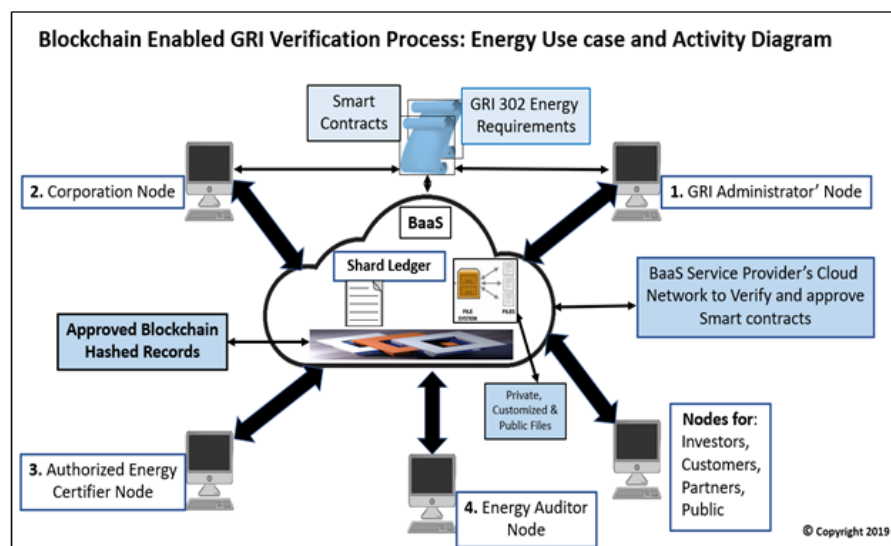 Blockchain Enabled GRI Verification Process: Energy Use case and Activity Diagram
Smart
Contracts
GRI 302 Energy
Requirements
2. Corporation Node
1. GRI Administrator' Node
BaaS
Shard Ledger
FILE
SYSTEM
FILES
BaaS Service Provider's Cloud
Network to Verify and approve
Smart contracts
Approved Blockchain
Hashed Records
Private,
Customized &
Public Files
3. Authorized Energy
Certifier Node
4. Energy Auditor
Node
Nodes for:
Investors,
Customers,
Partners,
Public
© Copyright 2019